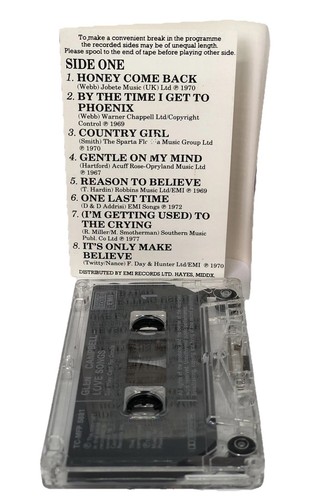 To make a convenient break in the programme
the recorded sides may be of unequal length.
Please spool to the end of tape before playing other side.
SIDE ONE
1. HONEY COME BACK
(Webb) Jobete Music (UK) Ltd ℗ 1970
2. BY THE TIME I GET TO
PHOENIX
(Webb) Warner Chappell Ltd/Copyright
Control ℗ 1969
3. COUNTRY GIRL
(Smith) The Sparta Music Group Ltd
℗ 1970
4. GENTLE ON MY MIND
(Hartford) Acuff Rose-Opryland Music Ltd
℗ 1967
5. REASON TO BELIEVE
(T. Hardin) Robbins Music Ltd/EMI ℗ 1969
6. ONE LAST TIME
(D & D Addrisi) EMI Songs ℗ 1972
7. (I'M GETTING USED) TO
THE CRYING
(R. Miller/M. Smotherman) Southern Music
Publ. Co Ltd ℗ 1977
8. IT'S ONLY MAKE
BELIEVE
(Twitty/Nance) F. Day & Hunter Ltd/EMI ℗ 1970
DISTRIBUTED BY EMI RECORDS LTD. HAYES, MIDDX.
GLEN CAMPBELL
LOVE SONGS